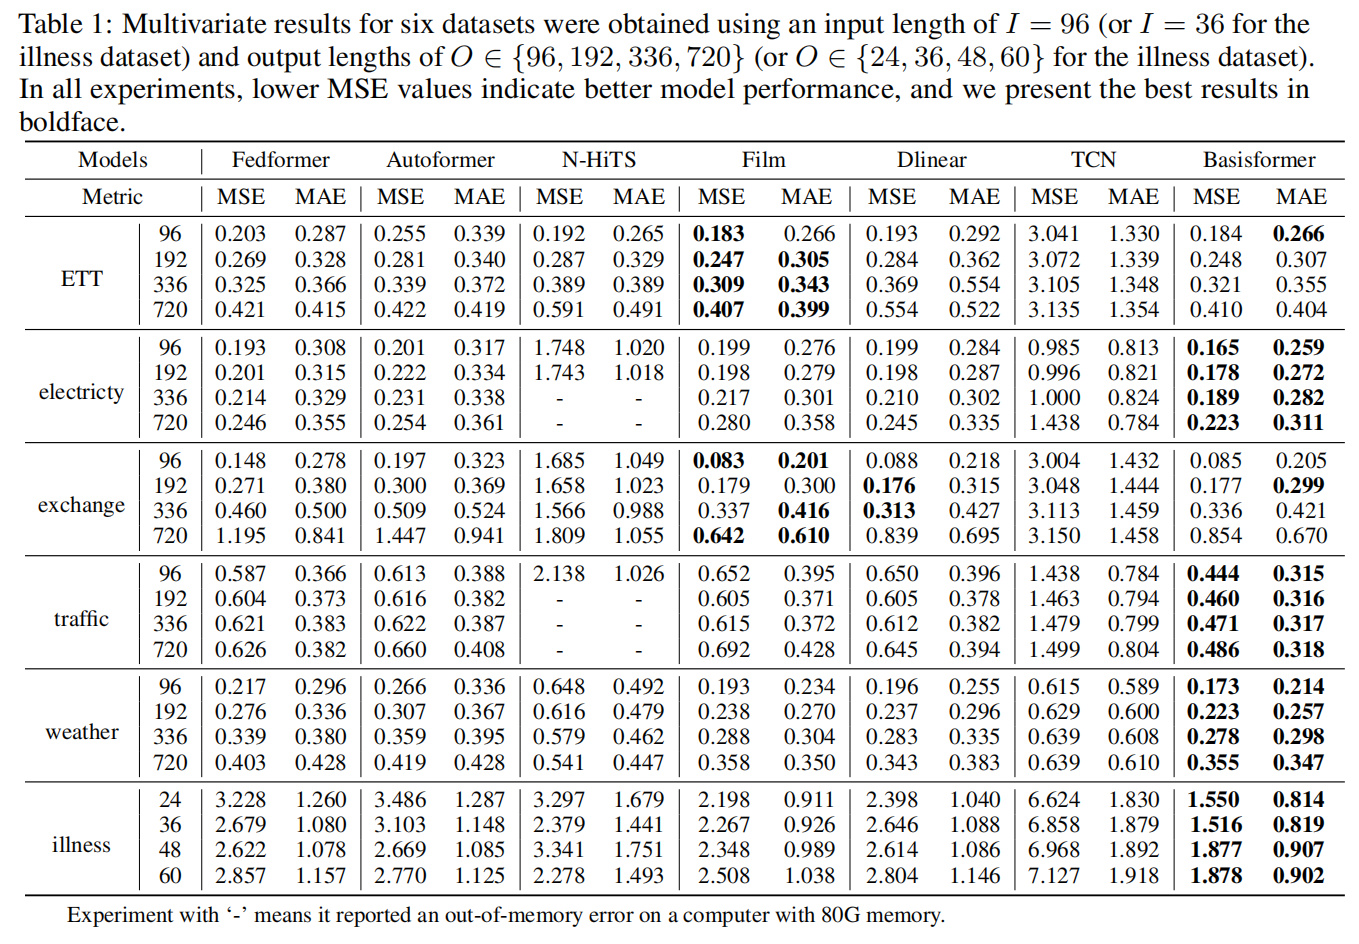 Table 1: Multivariate results for six datasets were obtained using an input length of I = 96 (or I = 36 for the
illness dataset) and output lengths of O ∈ {96, 192, 336, 720} (or O ∈ {24, 36, 48, 60} for the illness dataset).
In all experiments, lower MSE values indicate better model performance, and we present the best results in
boldface.
Models Fedformer Autoformer N-HiTS Film Dlinear TCN Basisformer
Metric MSE MAE MSE MAE MSE MAE MSE MAE MSE MAE MSE MAE MSE MAE
ETT
96 0.203 0.287 0.255 0.339 0.192 0.265 0.183 0.266 0.193 0.292 3.041 1.330 0.184 0.266
192 0.269 0.328 0.281 0.340 0.287 0.329 0.247 0.305 0.284 0.362 3.072 1.339 0.248 0.307
336 0.325 0.366 0.339 0.372 0.389 0.389 0.309 0.343 0.369 0.554 3.105 1.348 0.321 0.355
720 0.421 0.415 0.422 0.419 0.591 0.491 0.407 0.399 0.554 0.522 3.135 1.354 0.410 0.404
electricty
96 0.193 0.308 0.201 0.317 1.748 1.020 0.199 0.276 0.199 0.284 0.985 0.813 0.165 0.259
192 0.201 0.315 0.222 0.334 1.743 1.018 0.198 0.279 0.198 0.287 0.996 0.821 0.178 0.272
336 0.214 0.329 0.231 0.338 - - 0.217 0.301 0.210 0.302 1.000 0.824 0.189 0.282
720 0.246 0.355 0.254 0.361 - - 0.280 0.358 0.245 0.335 1.438 0.784 0.223 0.311
exchange
96 0.148 0.278 0.197 0.323 1.685 1.049 0.083 0.201 0.088 0.218 3.004 1.432 0.085 0.205
192 0.271 0.380 0.300 0.369 1.658 1.023 0.179 0.300 0.176 0.315 3.048 1.444 0.177 0.299
336 0.460 0.500 0.509 0.524 1.566 0.988 0.337 0.416 0.313 0.427 3.113 1.459 0.336 0.421
720 1.195 0.841 1.447 0.941 1.809 1.055 0.642 0.610 0.839 0.695 3.150 1.458 0.854 0.670
traffic
96 0.587 0.366 0.613 0.388 2.138 1.026 0.652 0.395 0.650 0.396 1.438 0.784 0.444 0.315
192 0.604 0.373 0.616 0.382 - - 0.605 0.371 0.605 0.378 1.463 0.794 0.460 0.316
336 0.621 0.383 0.622 0.387 - - 0.615 0.372 0.612 0.382 1.479 0.799 0.471 0.317
720 0.626 0.382 0.660 0.408 - - 0.692 0.428 0.645 0.394 1.499 0.804 0.486 0.318
weather
96 0.217 0.296 0.266 0.336 0.648 0.492 0.193 0.234 0.196 0.255 0.615 0.589 0.173 0.214
192 0.276 0.336 0.307 0.367 0.616 0.479 0.238 0.270 0.237 0.296 0.629 0.600 0.223 0.257
336 0.339 0.380 0.359 0.395 0.579 0.462 0.288 0.304 0.283 0.335 0.639 0.608 0.278 0.298
720 0.403 0.428 0.419 0.428 0.541 0.447 0.358 0.350 0.343 0.383 0.639 0.610 0.355 0.347
illness
24 3.228 1.260 3.486 1.287 3.297 1.679 2.198 0.911 2.398 1.040 6.624 1.830 1.550 0.814
36 2.679 1.080 3.103 1.148 2.379 1.441 2.267 0.926 2.646 1.088 6.858 1.879 1.516 0.819
48 2.622 1.078 2.669 1.085 3.341 1.751 2.348 0.989 2.614 1.086 6.968 1.892 1.877 0.907
60 2.857 1.157 2.770 1.125 2.278 1.493 2.508 1.038 2.804 1.146 7.127 1.918 1.878 0.902
Experiment with ‘-’ means it reported an out-of-memory error on a computer with 80G memory.